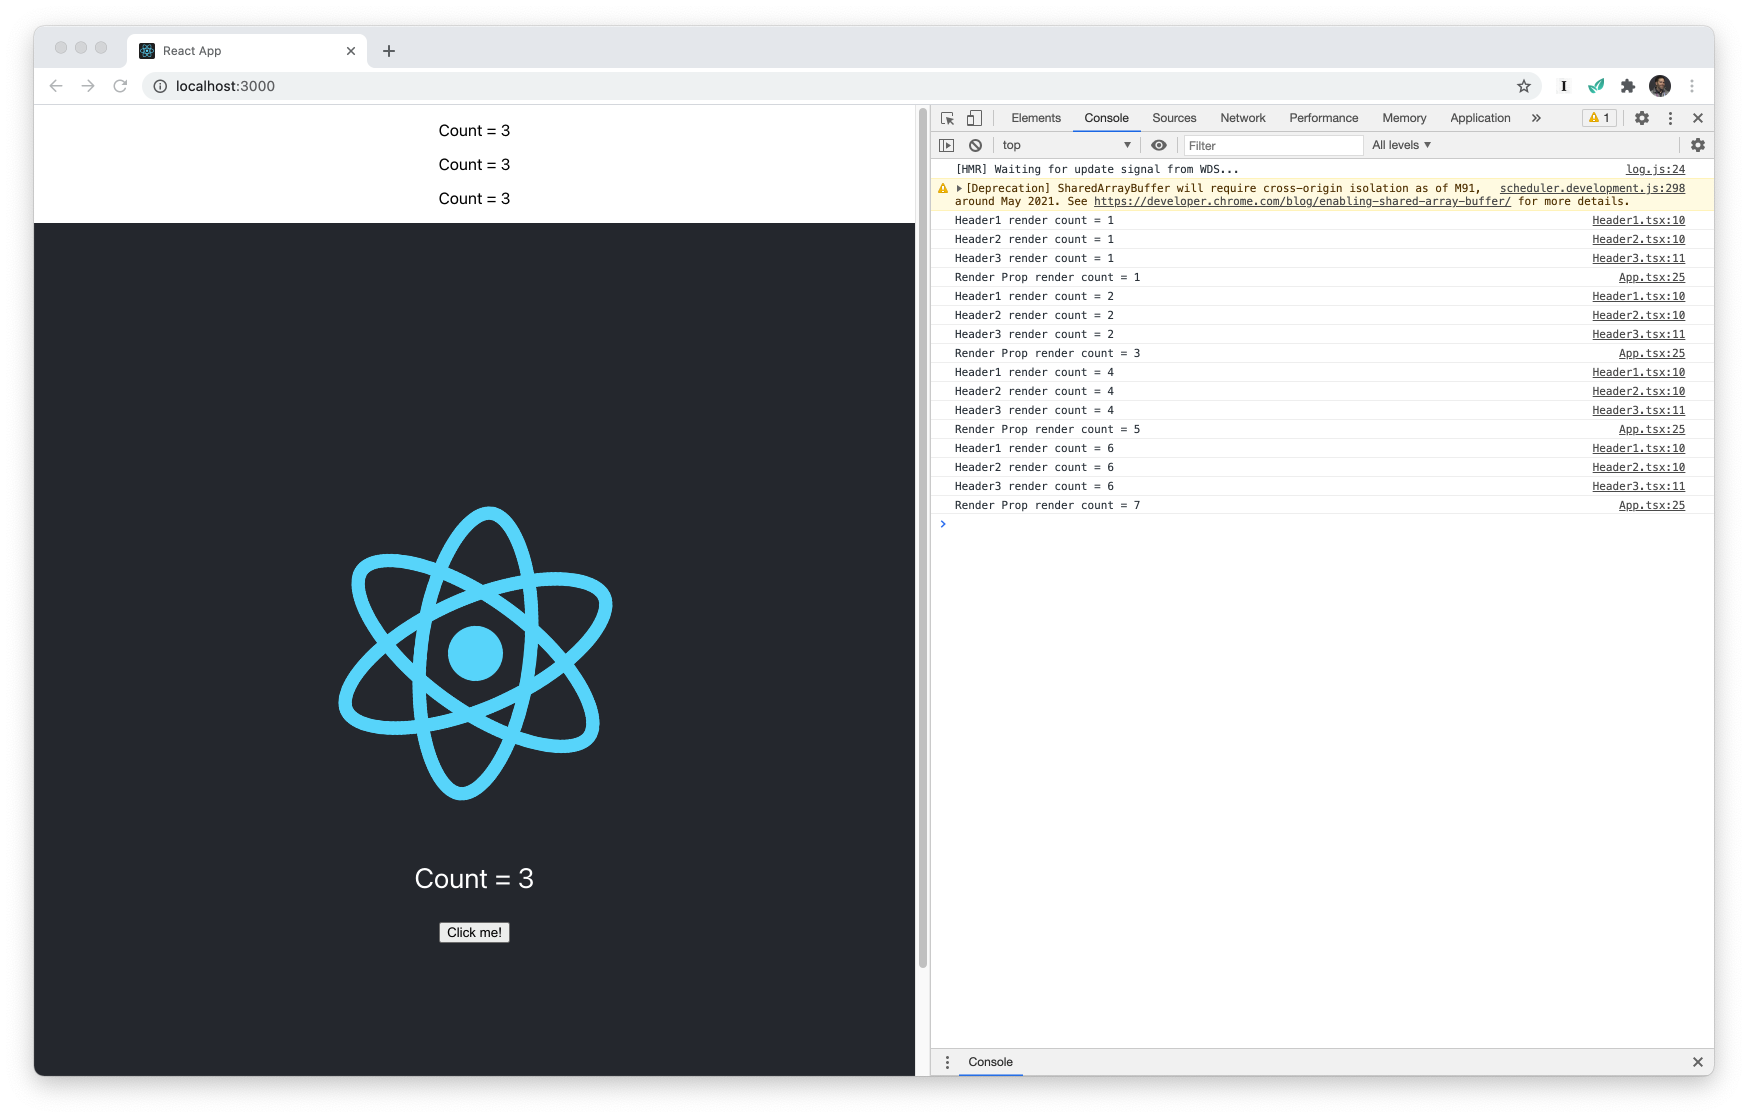 React App
localhost:3000
I
Count = 3
Count = 3
Count = 3
Count = 3
Click me!
Elements Console Sources Network Performance Memory Application » 1
top Filter All levels
[HMR] Waiting for update signal from WDS... log.js:24
[Deprecation] SharedArrayBuffer will require cross-origin isolation as of M91, scheduler.development.js:298
around May 2021. See https://developer.chrome.com/blog/enabling-shared-array-buffer/ for more details.
Header1 render count = 1 Header1.tsx:10
Header2 render count = 1 Header2.tsx:10
Header3 render count = 1 Header3.tsx:11
Render Prop render count = 1 App.tsx:25
Header1 render count = 2 Header1.tsx:10
Header2 render count = 2 Header2.tsx:10
Header3 render count = 2 Header3.tsx:11
Render Prop render count = 3 App.tsx:25
Header1 render count = 4 Header1.tsx:10
Header2 render count = 4 Header2.tsx:10
Header3 render count = 4 Header3.tsx:11
Render Prop render count = 5 App.tsx:25
Header1 render count = 6 Header1.tsx:10
Header2 render count = 6 Header2.tsx:10
Header3 render count = 6 Header3.tsx:11
Render Prop render count = 7 App.tsx:25
Console